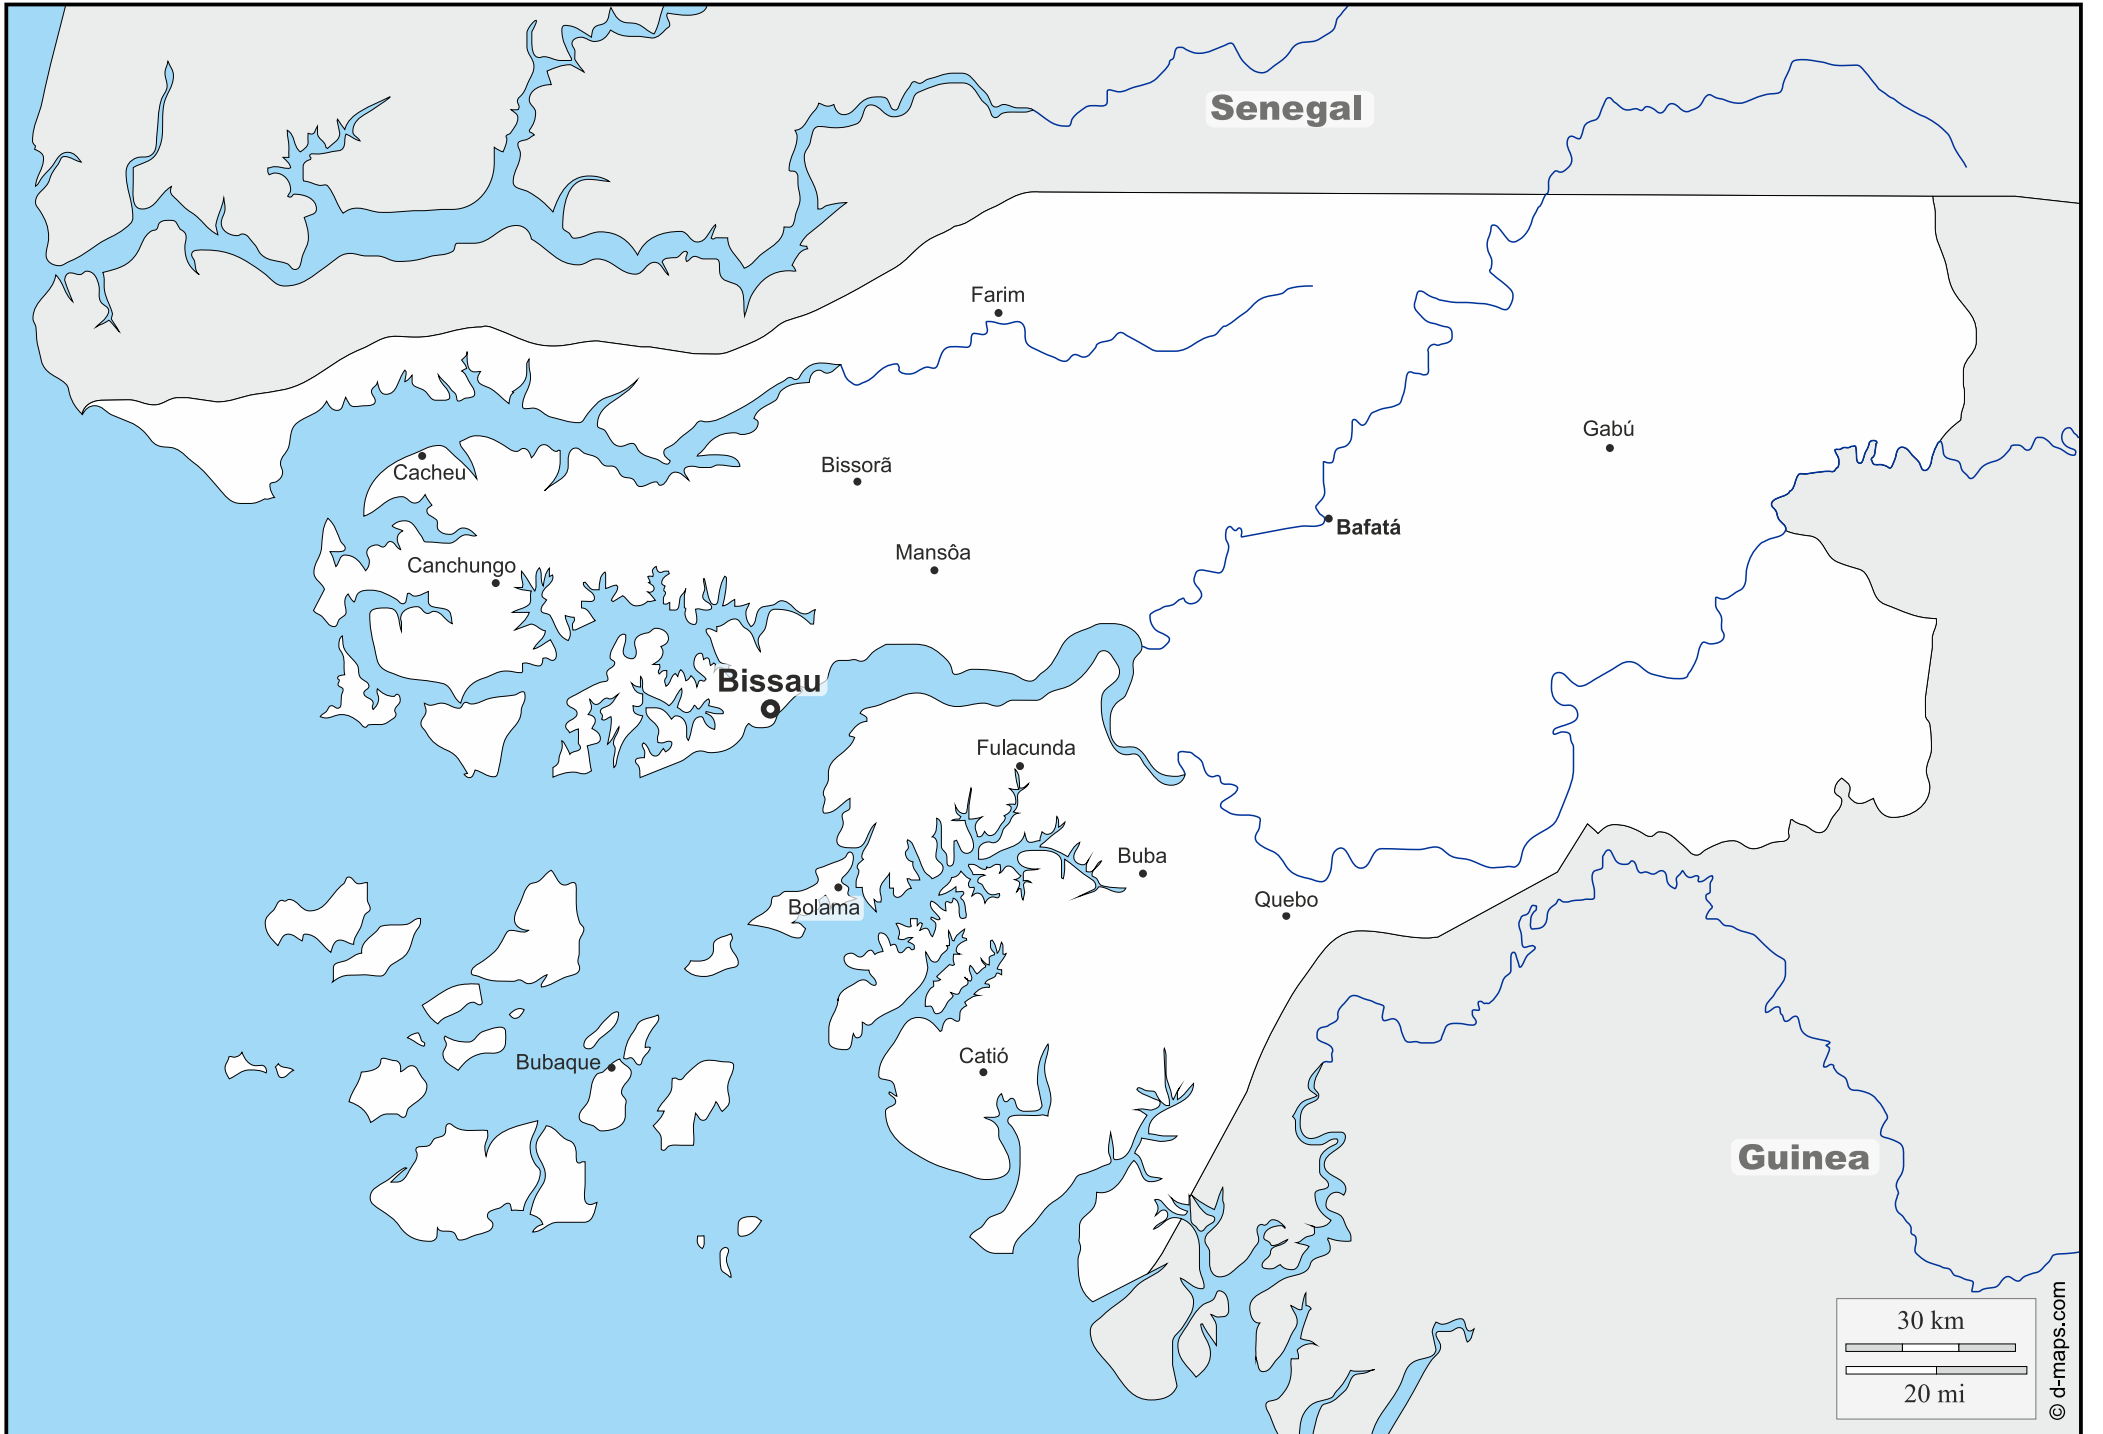 Senegal
Farim
Gabú
Bissorã
Cacheu
Bafatá
Mansôa
Canchungo
Bissau
Fulacunda
Buba
Quebo
Bolama
Catió
Bubaque
Guinea
30 km
20 mi
© d-maps.com